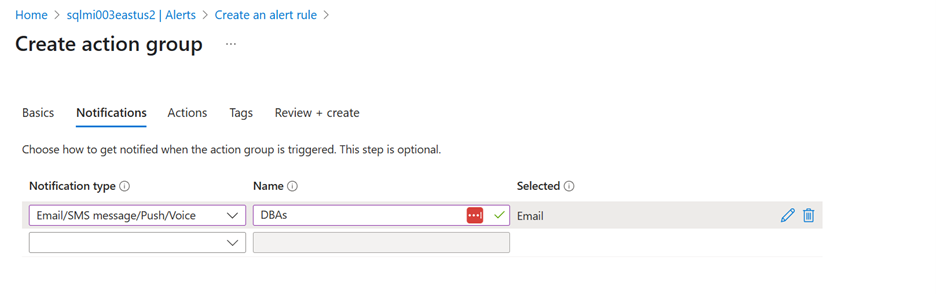 Home > sqlmi003eastus2 | Alerts > Create an alert rule >
Create action group ...
Basics Notifications Actions Tags Review + create
Choose how to get notified when the action group is triggered. This step is optional.
Notification type Name Selected
Email/SMS message/Push/Voice DBAs Email